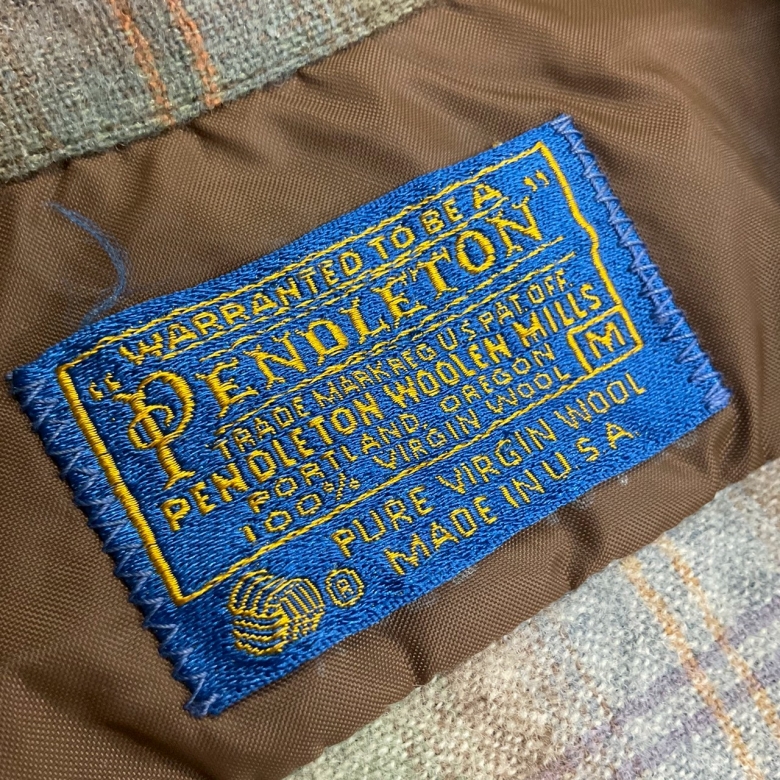 WARRANTED TO BE A
"PENDLETON"
TRADE MARK REG U.S. PAT. OFF.
PENDLETON WOOLEN MILLS
PORTLAND, OREGON
100% VIRGIN WOOL
M
PURE VIRGIN WOOL
® MADE IN U.S.A.